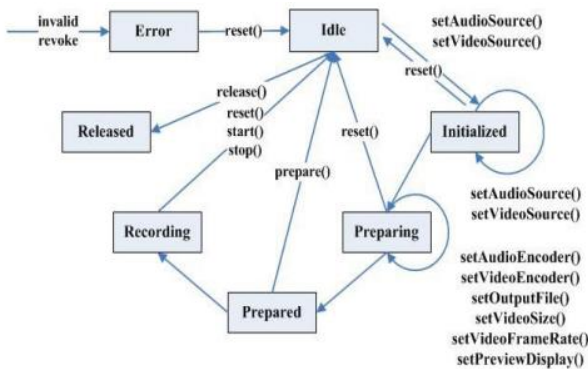 invalid
revoke
Error
reset()
Idle
setAudioSource()
setVideoSource()
reset()
release()
Released
reset()
start()
stop()
reset()
Initialized
prepare()
setAudioSource()
setVideoSource()
Recording
Preparing
setAudioEncoder()
setVideoEncoder()
setOutputFile()
setVideoSize()
setVideoFrameRate()
setPreviewDisplay()
Prepared